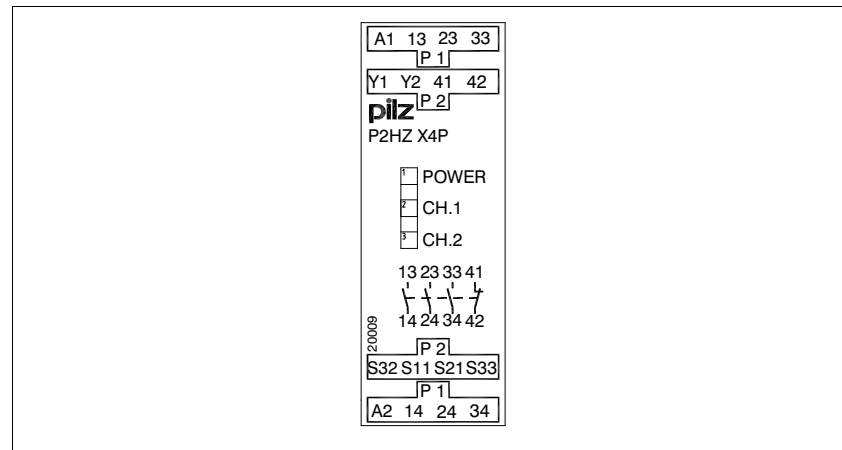 A1 13 23 33
P 1
Y1 Y2 41 42
P 2
pilz
P2HZ X4P
1 POWER
2 CH.1
3 CH.2
13 23 33 41
14 24 34 42
20009
P 2
S32 S11 S21 S33
P 1
A2 14 24 34